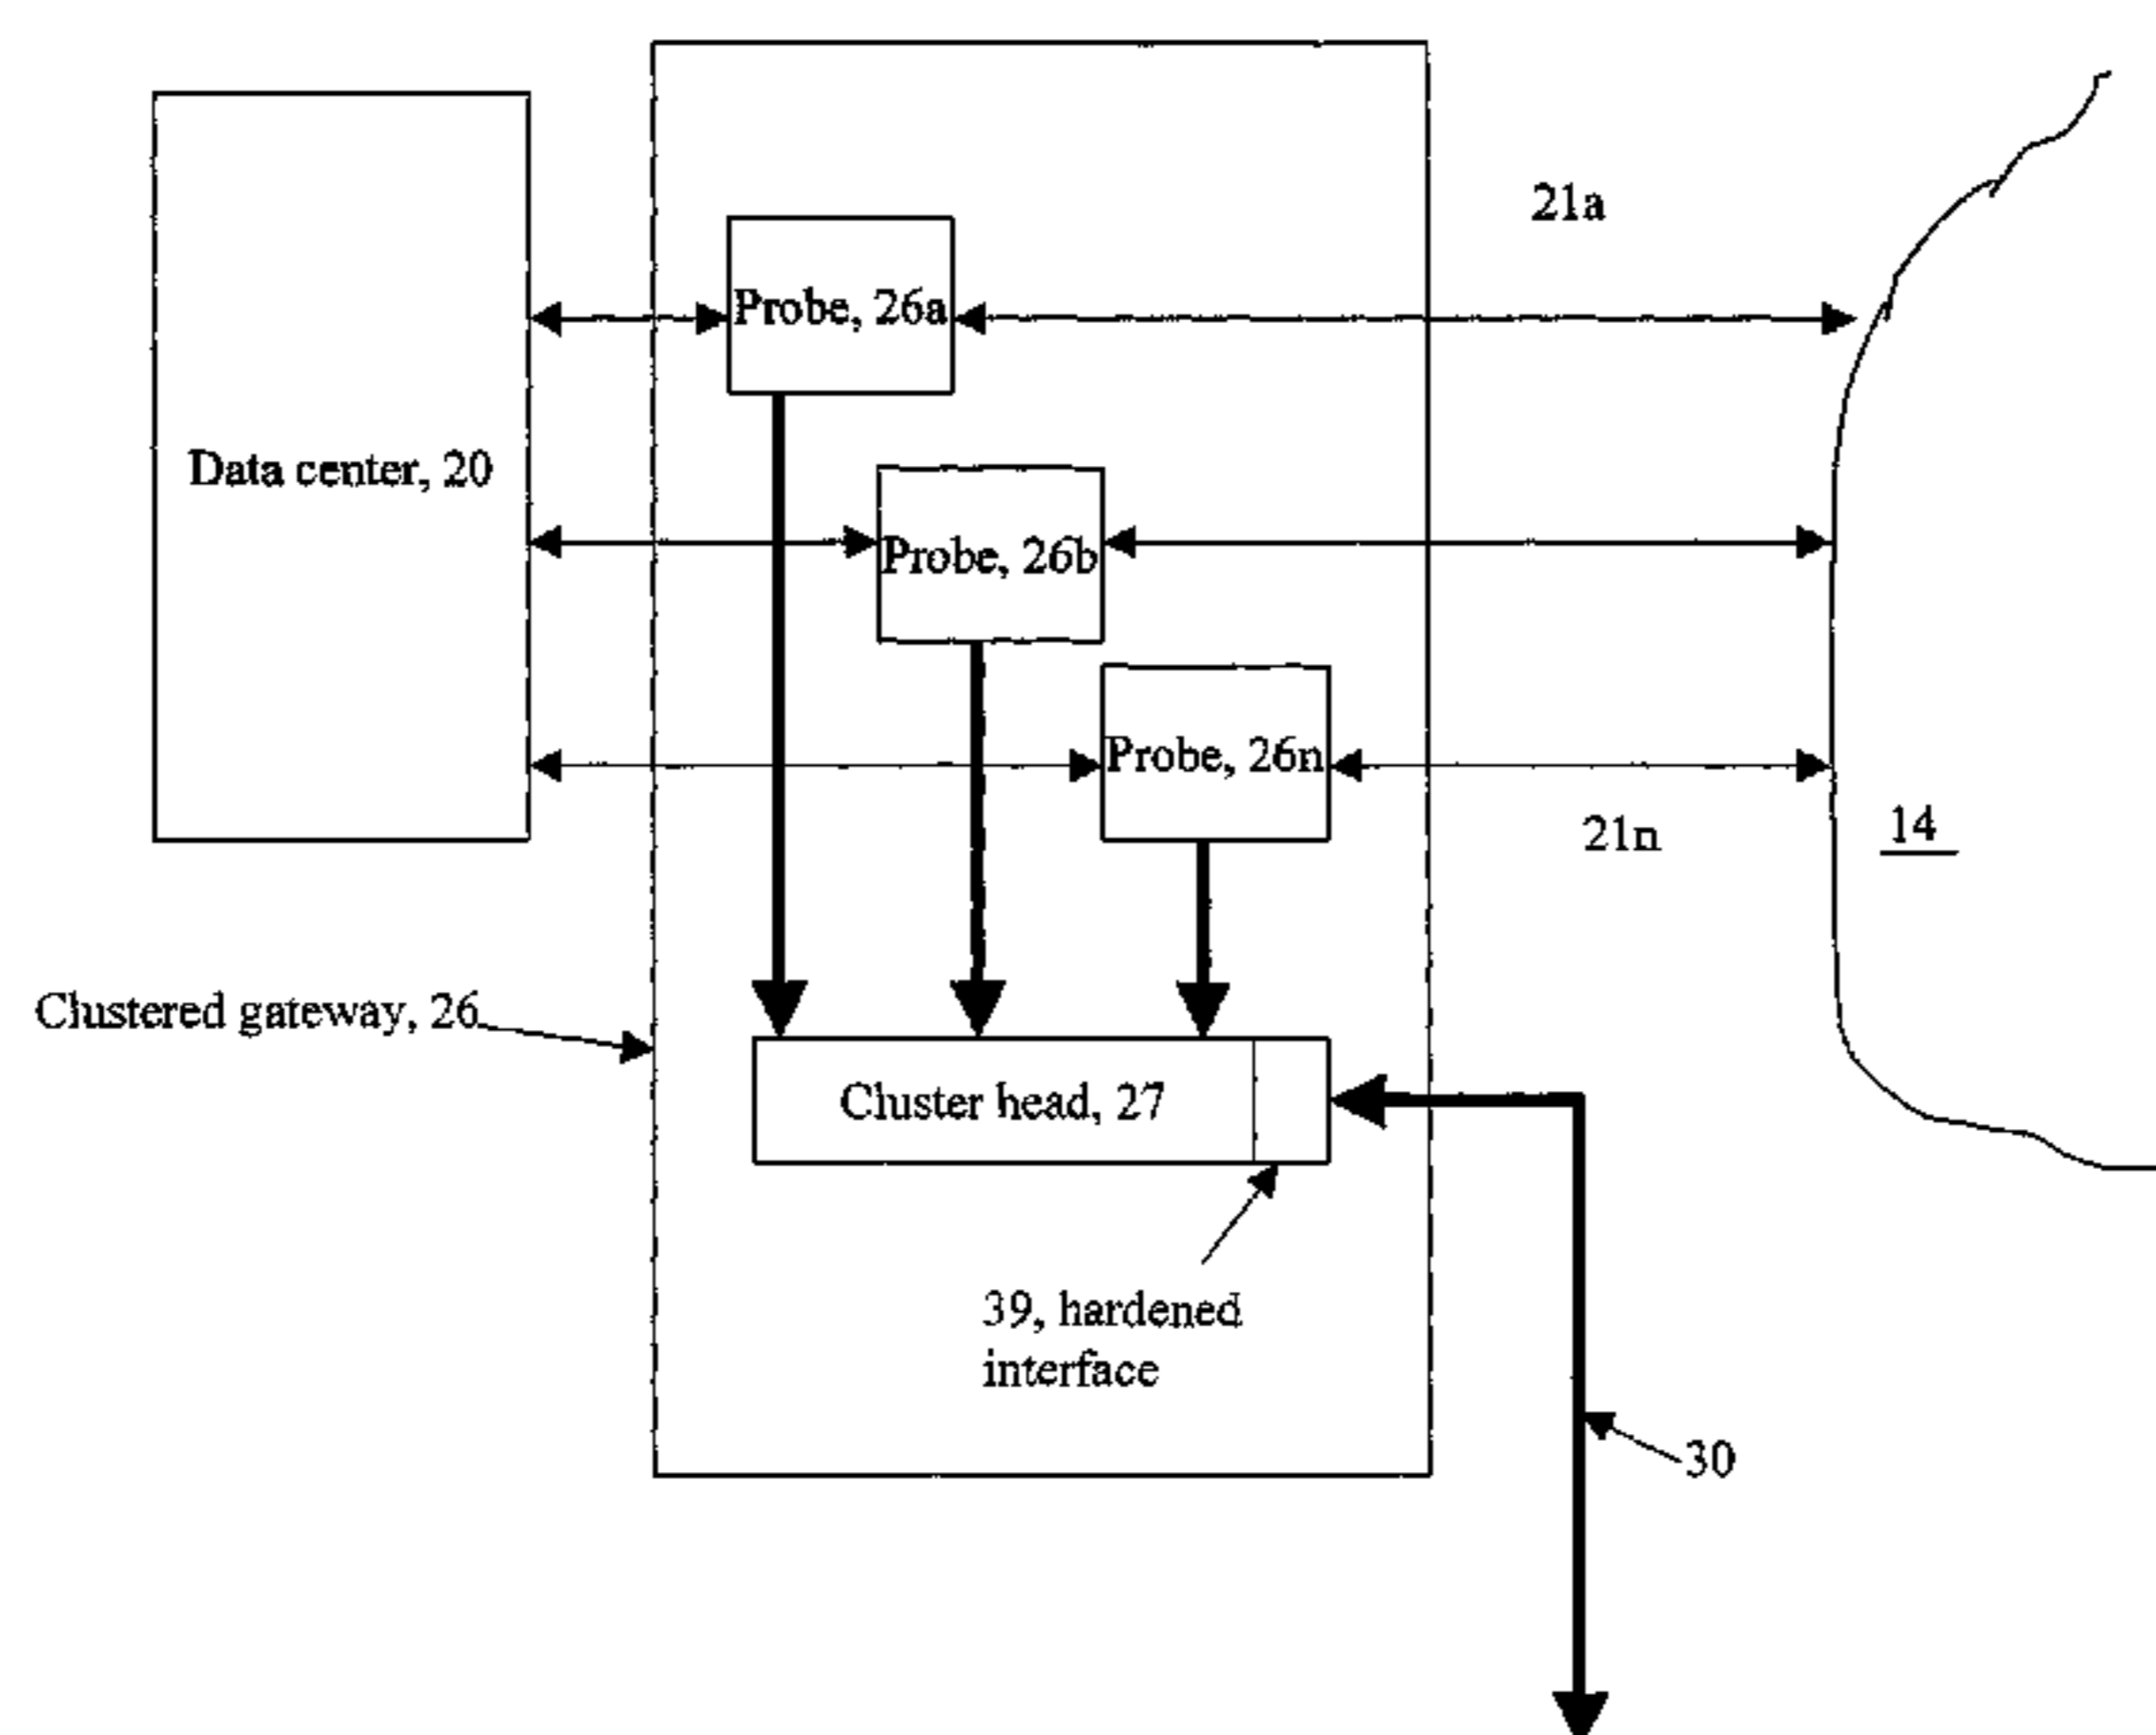 21a
Probe, 26a
Data center, 20
Probe, 26b
Probe, 26n
21n
14
Clustered gateway, 26
Cluster head, 27
39, hardened
interface
30